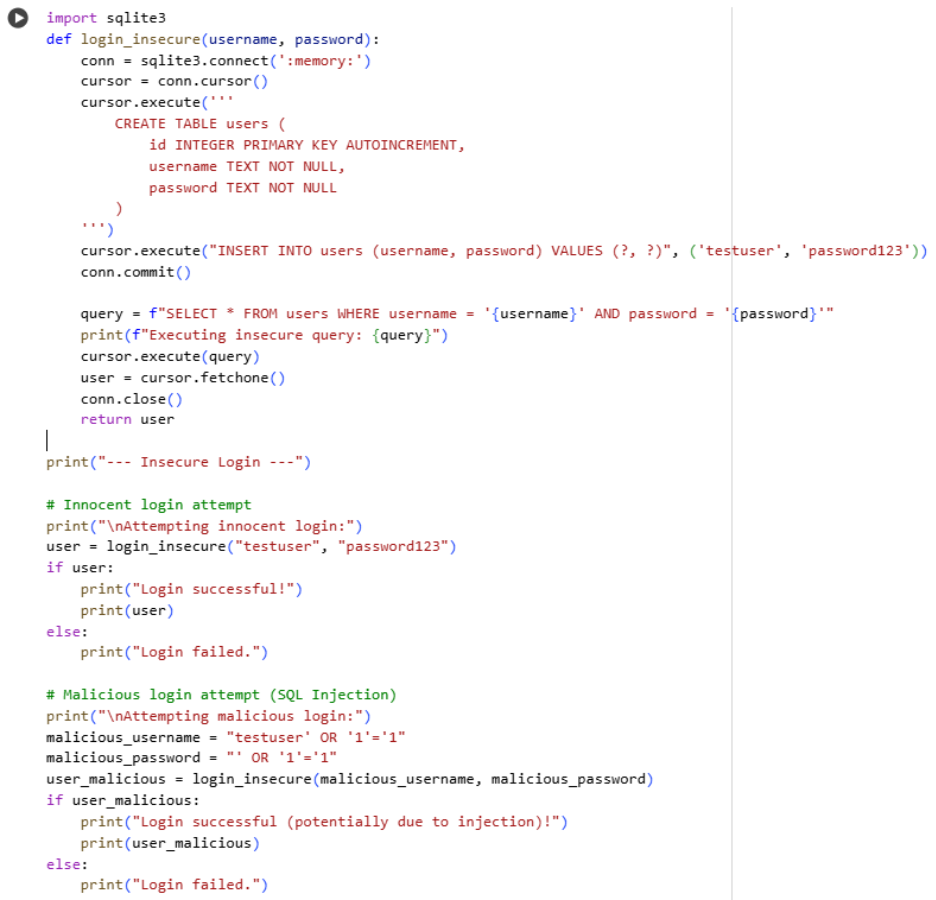 import sqlite3
def login_insecure(username, password):
    conn = sqlite3.connect(':memory:')
    cursor = conn.cursor()
    cursor.execute('''
        CREATE TABLE users (
            id INTEGER PRIMARY KEY AUTOINCREMENT,
            username TEXT NOT NULL,
            password TEXT NOT NULL
        )
    ''')
    cursor.execute("INSERT INTO users (username, password) VALUES (?, ?)", ('testuser', 'password123'))
    conn.commit()

    query = f"SELECT * FROM users WHERE username = '{username}' AND password = '{password}'"
    print(f"Executing insecure query: {query}")
    cursor.execute(query)
    user = cursor.fetchone()
    conn.close()
    return user

print("--- Insecure Login ---")

# Innocent login attempt
print("\nAttempting innocent login:")
user = login_insecure("testuser", "password123")
if user:
    print("Login successful!")
    print(user)
else:
    print("Login failed.")

# Malicious login attempt (SQL Injection)
print("\nAttempting malicious login:")
malicious_username = "testuser' OR '1'='1"
malicious_password = "' OR '1'='1"
user_malicious = login_insecure(malicious_username, malicious_password)
if user_malicious:
    print("Login successful (potentially due to injection)!")
    print(user_malicious)
else:
    print("Login failed.")